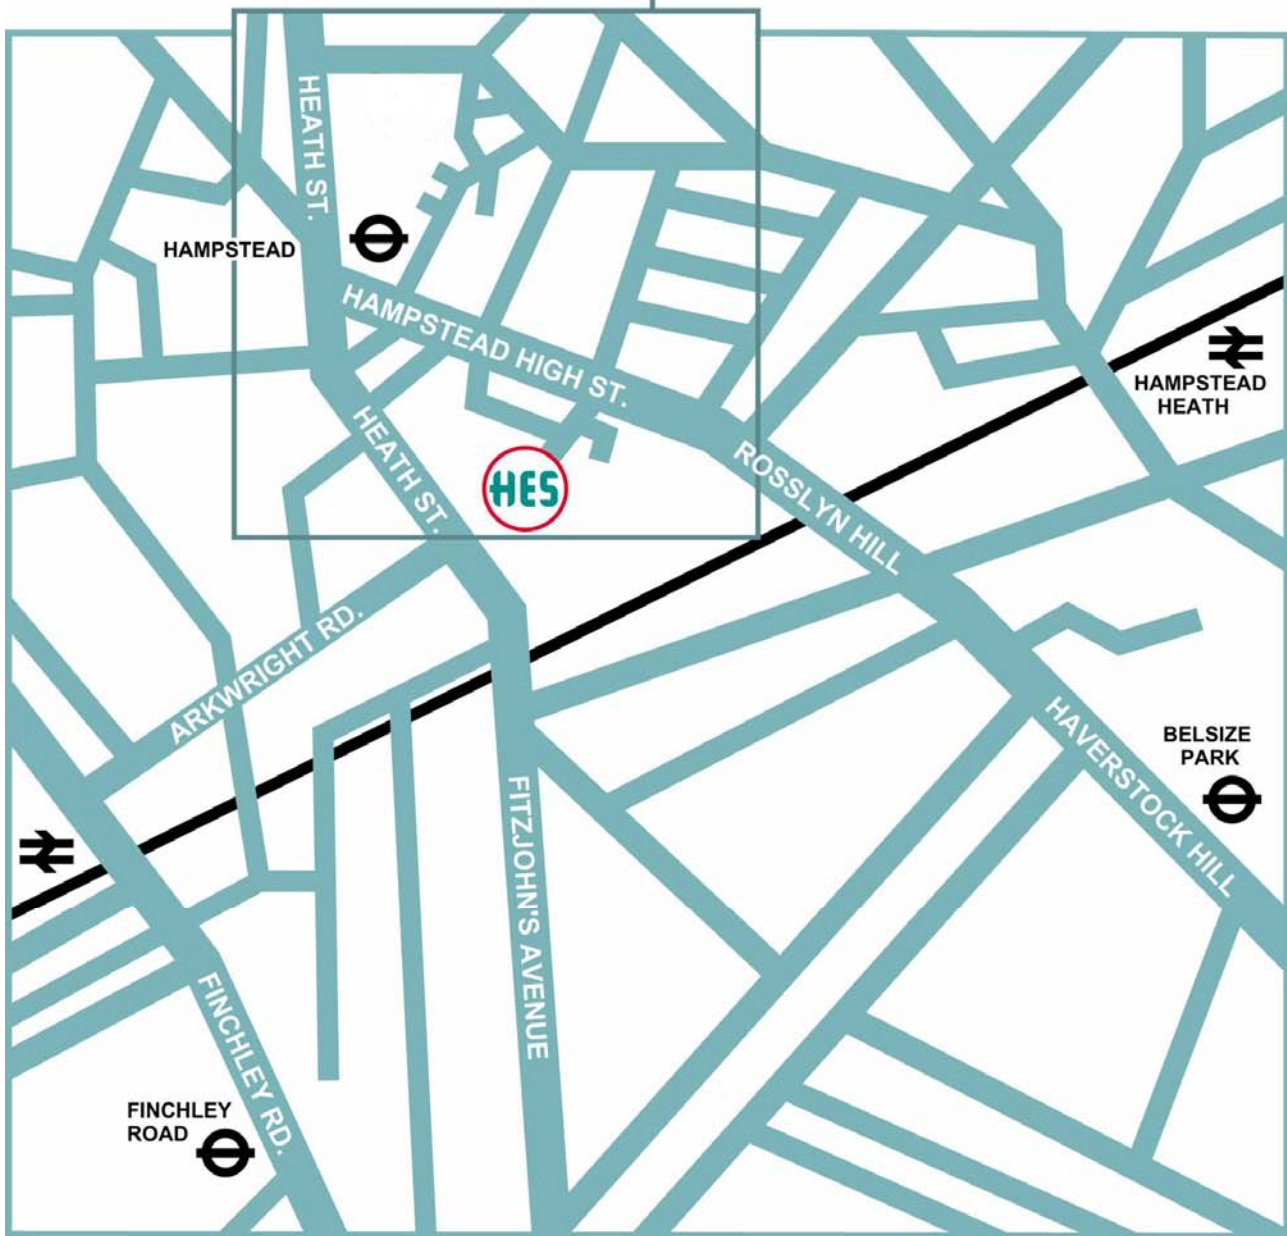 HEATH ST.
HAMPSTEAD
HAMPSTEAD HIGH ST.
HAMPSTEAD
HEATH
HEATH ST.
HES
ROSSLYN HILL
ARKWRIGHT RD.
HAVERSTOCK HILL
BELSIZE
PARK
FITZJOHN'S AVENUE
FINCHLEY RD.
FINCHLEY
ROAD